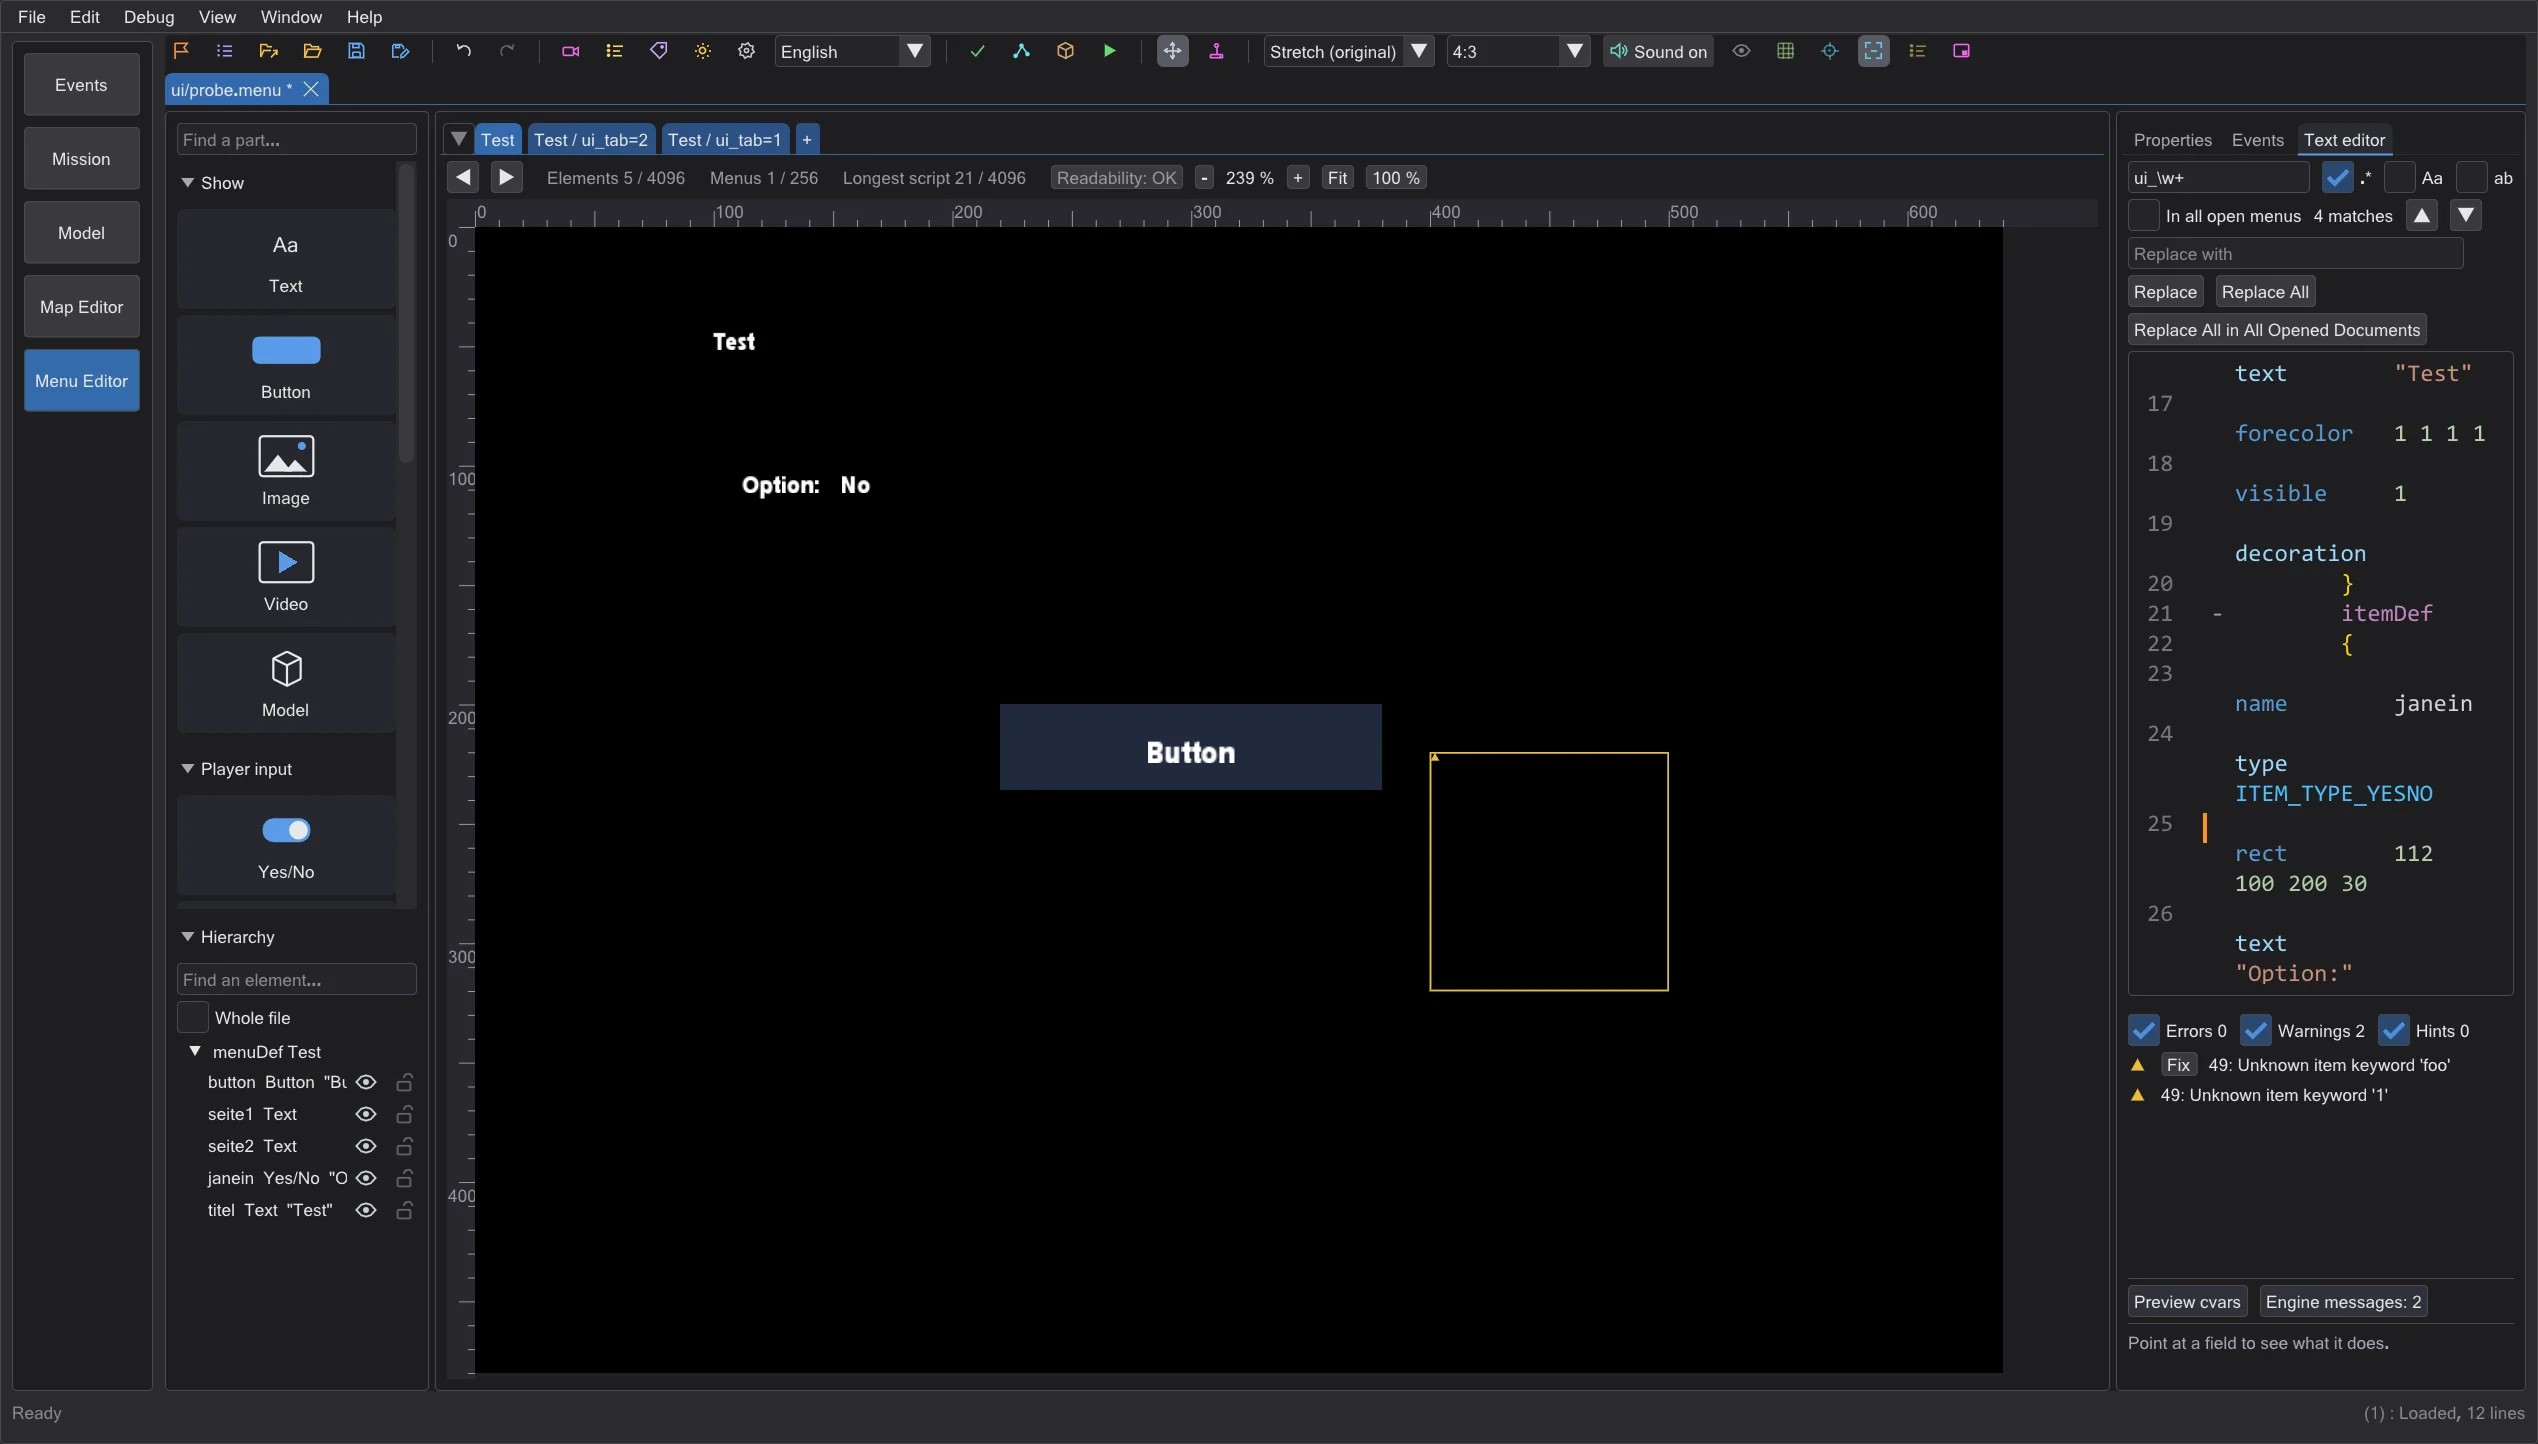 File Edit Debug View Window Help
English
Stretch (original)
4:3
Sound on
Events
Mission
Model
Map Editor
Menu Editor
ui/probe.menu *
Find a part...
Show
Aa
Text
Button
Image
Video
Model
Player input
Yes/No
Hierarchy
Find an element...
Whole file
menuDef Test
button Button "Bu
seite1 Text
seite2 Text
janein Yes/No "O
titel Text "Test"
Test Test / ui_tab=2 Test / ui_tab=1 +
Elements 5 / 4096 Menus 1 / 256 Longest script 21 / 4096 Readability: OK - 239 % + Fit 100 %
0 100 200 300 400 500 600
0
100
200
300
400
Test
Option: No
Button
Properties Events Text editor
ui_\w+ .* Aa ab
In all open menus 4 matches
Replace with
Replace Replace All
Replace All in All Opened Documents
text "Test"
17
forecolor 1 1 1 1
18
visible 1
19
decoration
20 }
21 - itemDef
22 {
23
name janein
24
type
ITEM_TYPE_YESNO
25
rect 112
100 200 30
26
text
"Option:"
Errors 0 Warnings 2 Hints 0
Fix 49: Unknown item keyword 'foo'
49: Unknown item keyword '1'
Preview cvars Engine messages: 2
Point at a field to see what it does.
Ready
(1) : Loaded, 12 lines